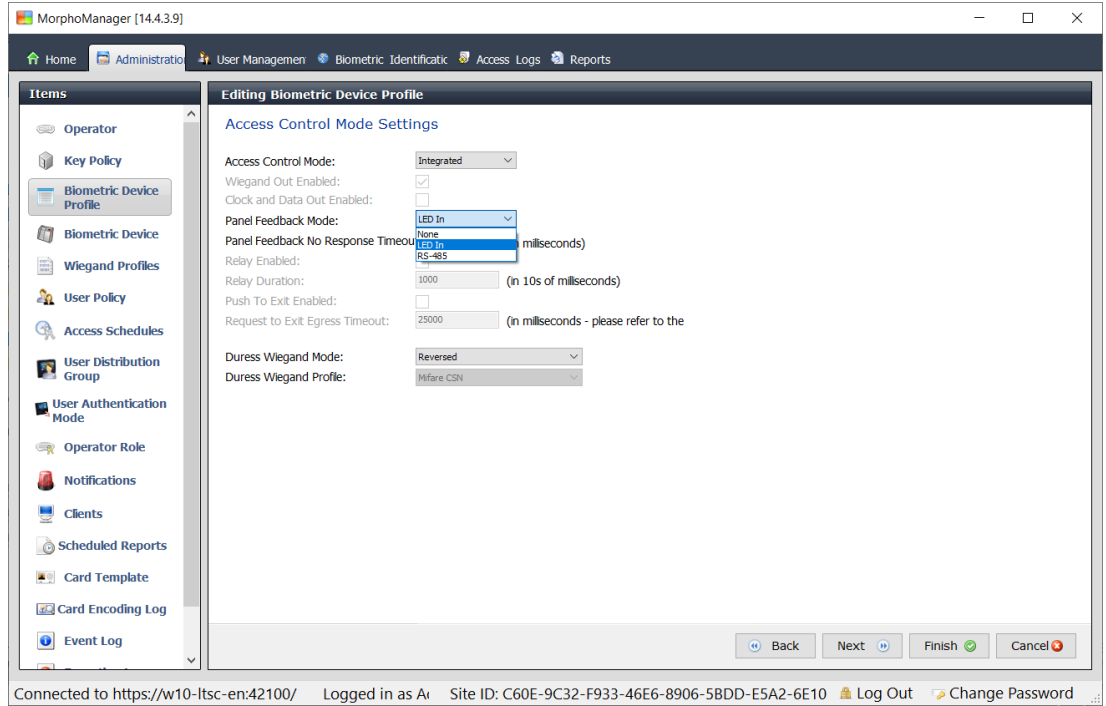 MorphoManager [14.4.3.9]
Home
Administratio
User Managemen
Biometric Identificatic
Access Logs
Reports
Items
Operator
Key Policy
Biometric Device
Profile
Biometric Device
Wiegand Profiles
User Policy
Access Schedules
User Distribution
Group
User Authentication
Mode
Operator Role
Notifications
Clients
Scheduled Reports
Card Template
Card Encoding Log
Event Log
Editing Biometric Device Profile
Access Control Mode Settings
Access Control Mode: Integrated
Wiegand Out Enabled:
Clock and Data Out Enabled:
Panel Feedback Mode: LED In
None
LED In
RS-485
Panel Feedback No Response Timeou miliseconds)
Relay Enabled:
Relay Duration: 1000 (in 10s of miliseconds)
Push To Exit Enabled:
Request to Exit Egress Timeout: 25000 (in miliseconds - please refer to the
Duress Wiegand Mode: Reversed
Duress Wiegand Profile: Mifare CSN
Back Next Finish Cancel
Connected to https://w10-ltsc-en:42100/ Logged in as Ac Site ID: C60E-9C32-F933-46E6-8906-5BDD-E5A2-6E10 Log Out Change Password